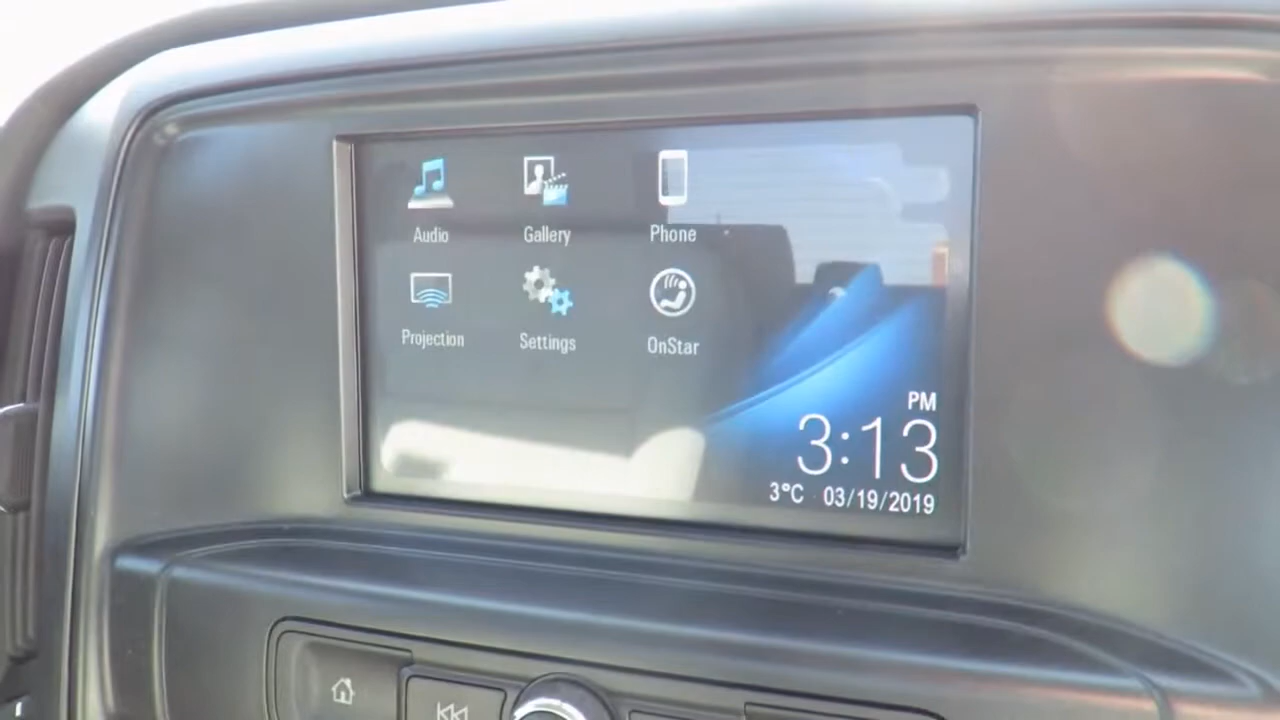 Audio Gallery Phone
Projection Settings OnStar
PM
3:13
3°C 03/19/2019